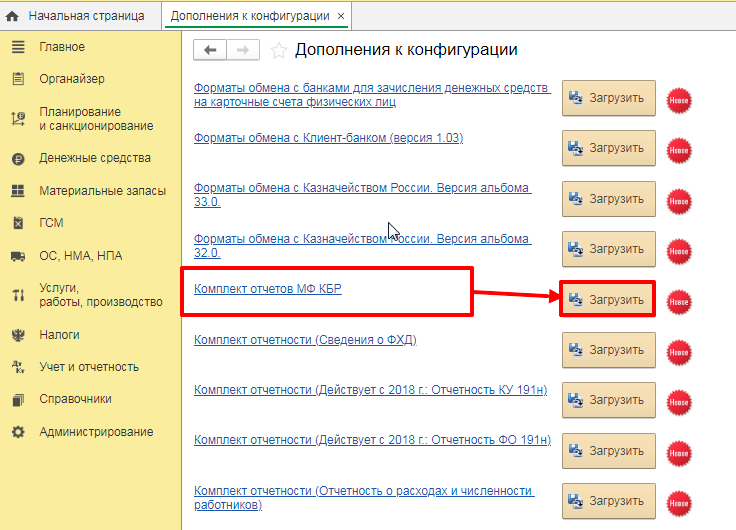 Начальная страница
Дополнения к конфигурации ×
Главное
Органайзер
Планирование
и санкционирование
Денежные средства
Материальные запасы
ГСМ
ОС, НМА, НПА
Услуги,
работы, производство
Налоги
Учет и отчетность
Справочники
Администрирование
Дополнения к конфигурации
Форматы обмена с банками для зачисления денежных средств
на карточные счета физических лиц
Загрузить
Новое
Форматы обмена с Клиент-банком (версия 1.03)
Загрузить
Новое
Форматы обмена с Казначейством России. Версия альбома
33.0.
Загрузить
Новое
Форматы обмена с Казначейством России. Версия альбома
32.0.
Загрузить
Новое
Комплект отчетов МФ КБР
Загрузить
Новое
Комплект отчетности (Сведения о ФХД)
Загрузить
Новое
Комплект отчетности (Действует с 2018 г.: Отчетность КУ 191н)
Загрузить
Новое
Комплект отчетности (Действует с 2018 г.: Отчетность ФО 191н)
Загрузить
Новое
Комплект отчетности (Отчетность о расходах и численности
работников)
Загрузить
Новое